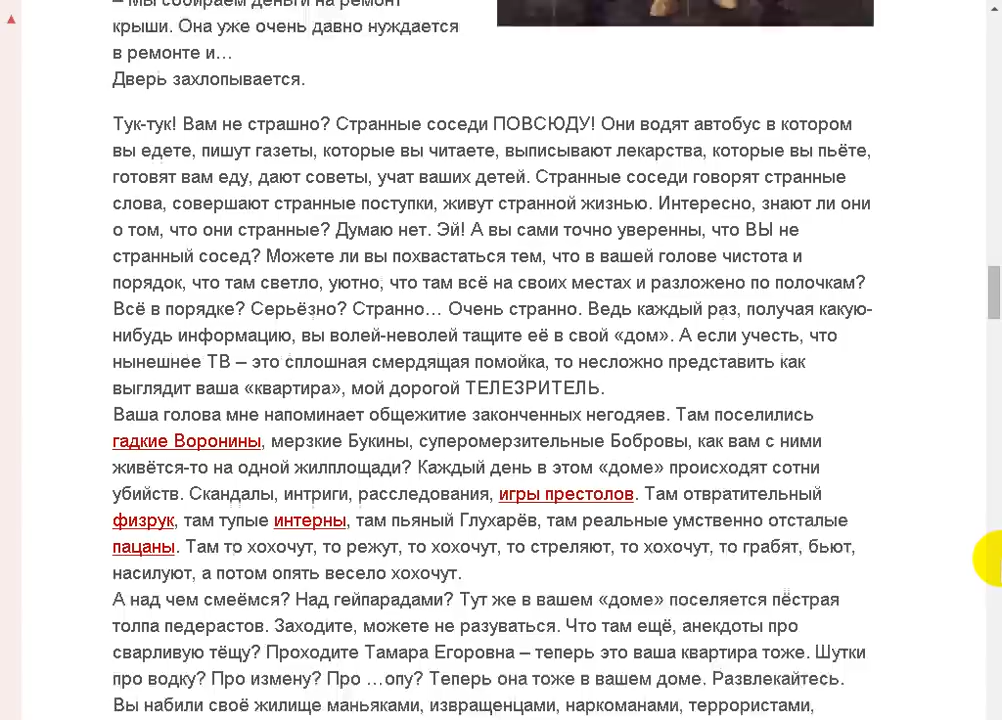 – Мы собираем деньги на ремонт
крыши. Она уже очень давно нуждается
в ремонте и…
Дверь захлопывается.
Тук-тук! Вам не страшно? Странные соседи ПОВСЮДУ! Они водят автобус в котором
вы едете, пишут газеты, которые вы читаете, выписывают лекарства, которые вы пьёте,
готовят вам еду, дают советы, учат ваших детей. Странные соседи говорят странные
слова, совершают странные поступки, живут странной жизнью. Интересно, знают ли они
о том, что они странные? Думаю нет. Эй! А вы сами точно уверенны, что ВЫ не
странный сосед? Можете ли вы похвастаться тем, что в вашей голове чистота и
порядок, что там светло, уютно, что там всё на своих местах и разложено по полочкам?
Всё в порядке? Серьёзно? Странно… Очень странно. Ведь каждый раз, получая какую-
нибудь информацию, вы волей-неволей тащите её в свой «дом». А если учесть, что
нынешнее ТВ – это сплошная смердящая помойка, то несложно представить как
выглядит ваша «квартира», мой дорогой ТЕЛЕЗРИТЕЛЬ.
Ваша голова мне напоминает общежитие законченных негодяев. Там поселились
гадкие Воронины, мерзкие Букины, суперомерзительные Бобровы, как вам с ними
живётся-то на одной жилплощади? Каждый день в этом «доме» происходят сотни
убийств. Скандалы, интриги, расследования, игры престолов. Там отвратительный
физрук, там тупые интерны, там пьяный Глухарёв, там реальные умственно отсталые
пацаны. Там то хохочут, то режут, то хохочут, то стреляют, то хохочут, то грабят, бьют,
насилуют, а потом опять весело хохочут.
А над чем смеёмся? Над гейпарадами? Тут же в вашем «доме» поселяется пёстрая
толпа педерастов. Заходите, можете не разуваться. Что там ещё, анекдоты про
сварливую тёщу? Проходите Тамара Егоровна – теперь это ваша квартира тоже. Шутки
про водку? Про измену? Про …опу? Теперь она тоже в вашем доме. Развлекайтесь.
Вы набили своё жилище маньяками, извращенцами, наркоманами, террористами,